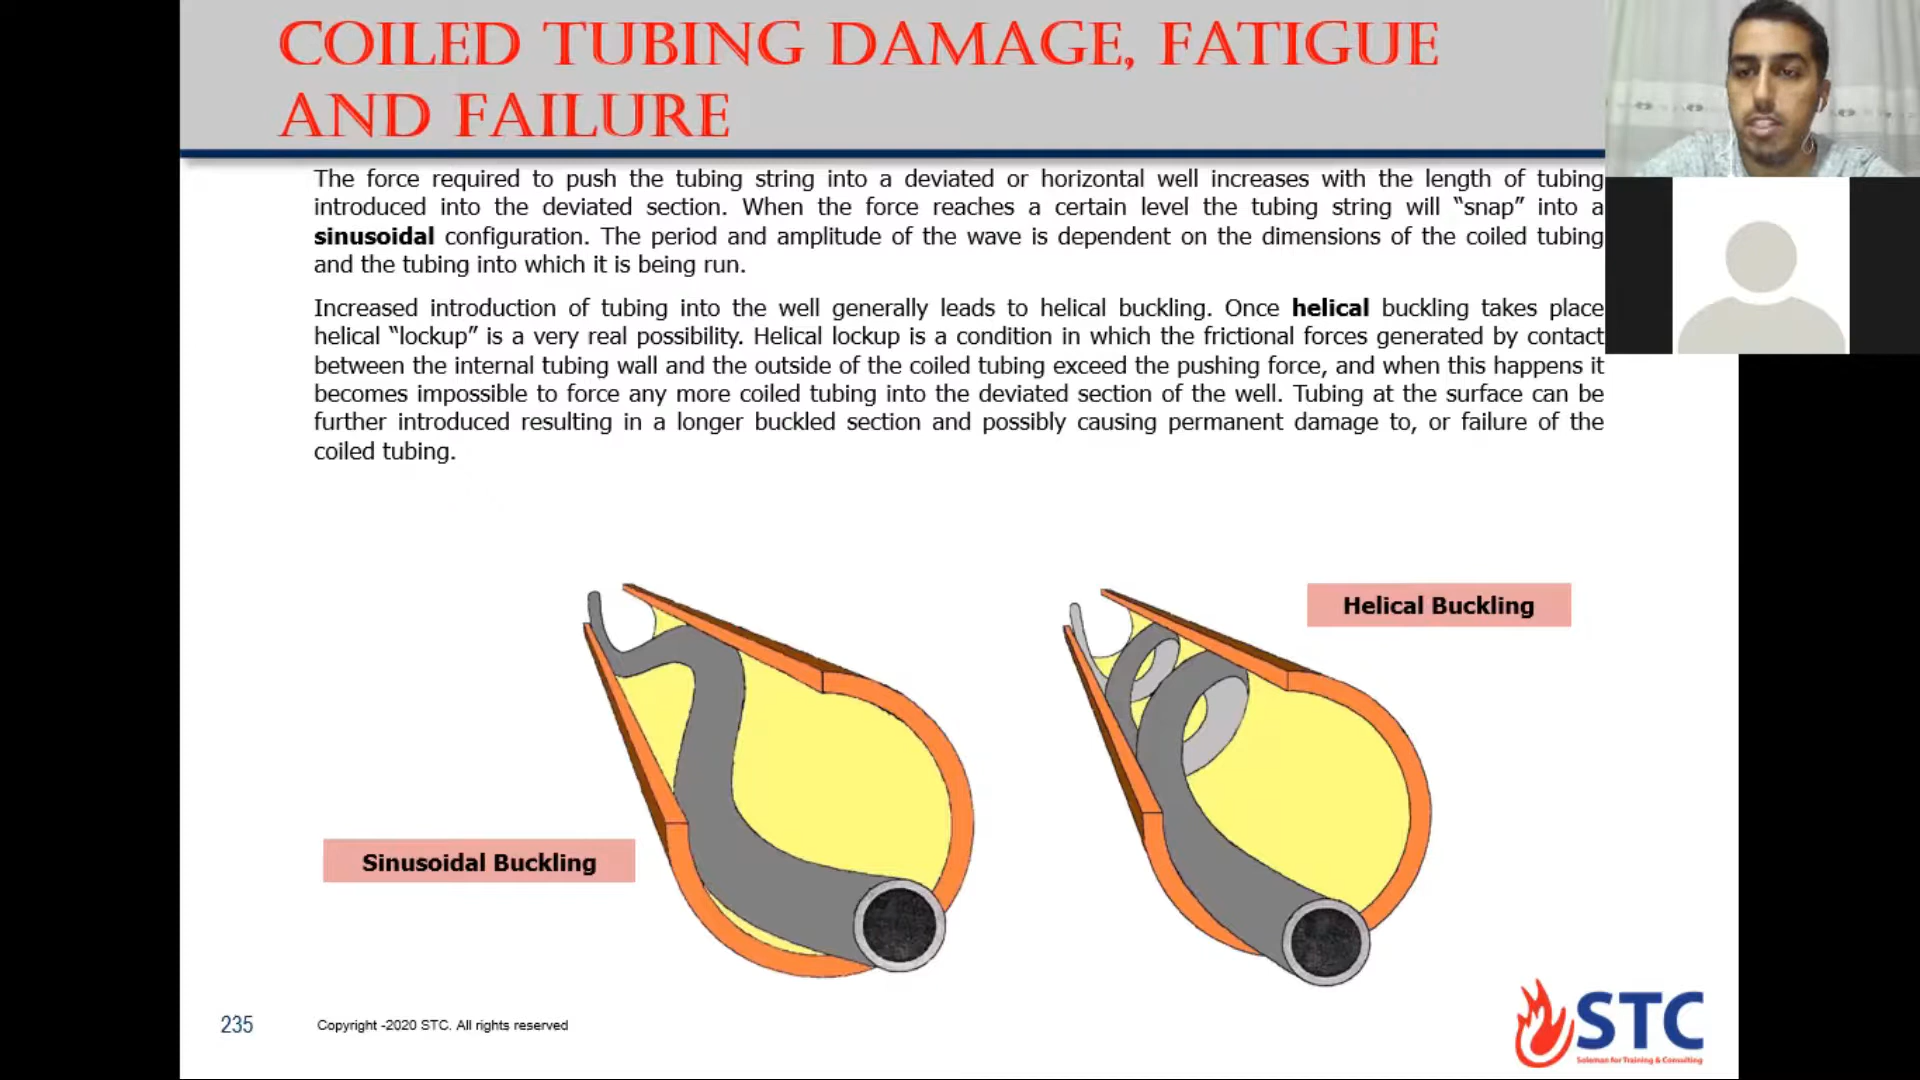 COILED TUBING DAMAGE, FATIGUE
AND FAILURE
The force required to push the tubing string into a deviated or horizontal well increases with the length of tubing
introduced into the deviated section. When the force reaches a certain level the tubing string will “snap” into a
sinusoidal configuration. The period and amplitude of the wave is dependent on the dimensions of the coiled tubing
and the tubing into which it is being run.
Increased introduction of tubing into the well generally leads to helical buckling. Once helical buckling takes place
helical “lockup” is a very real possibility. Helical lockup is a condition in which the frictional forces generated by contact
between the internal tubing wall and the outside of the coiled tubing exceed the pushing force, and when this happens it
becomes impossible to force any more coiled tubing into the deviated section of the well. Tubing at the surface can be
further introduced resulting in a longer buckled section and possibly causing permanent damage to, or failure of the
coiled tubing.
Helical Buckling
Sinusoidal Buckling
235
Copyright -2020 STC. All rights reserved
STC
Soleman for Training & Consulting